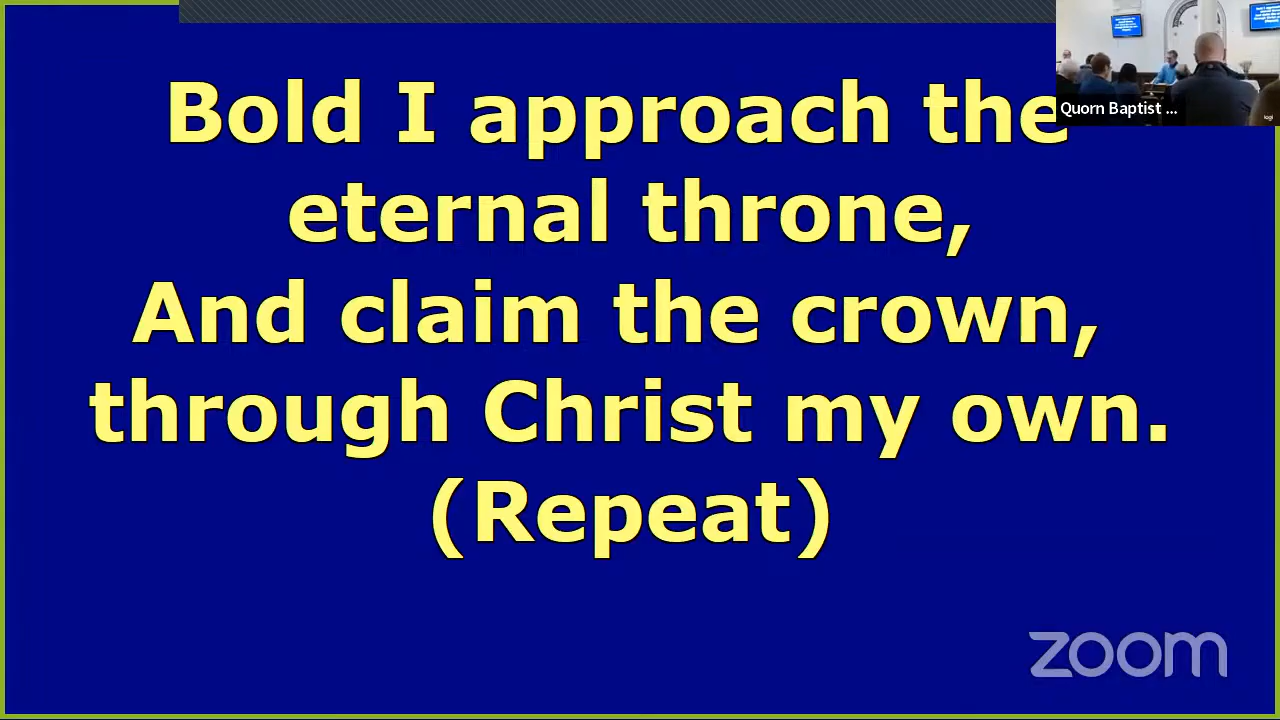 Bold I approach the
eternal throne,
And claim the crown,
through Christ my own.
(Repeat)
Quorn Baptist ...
zoom